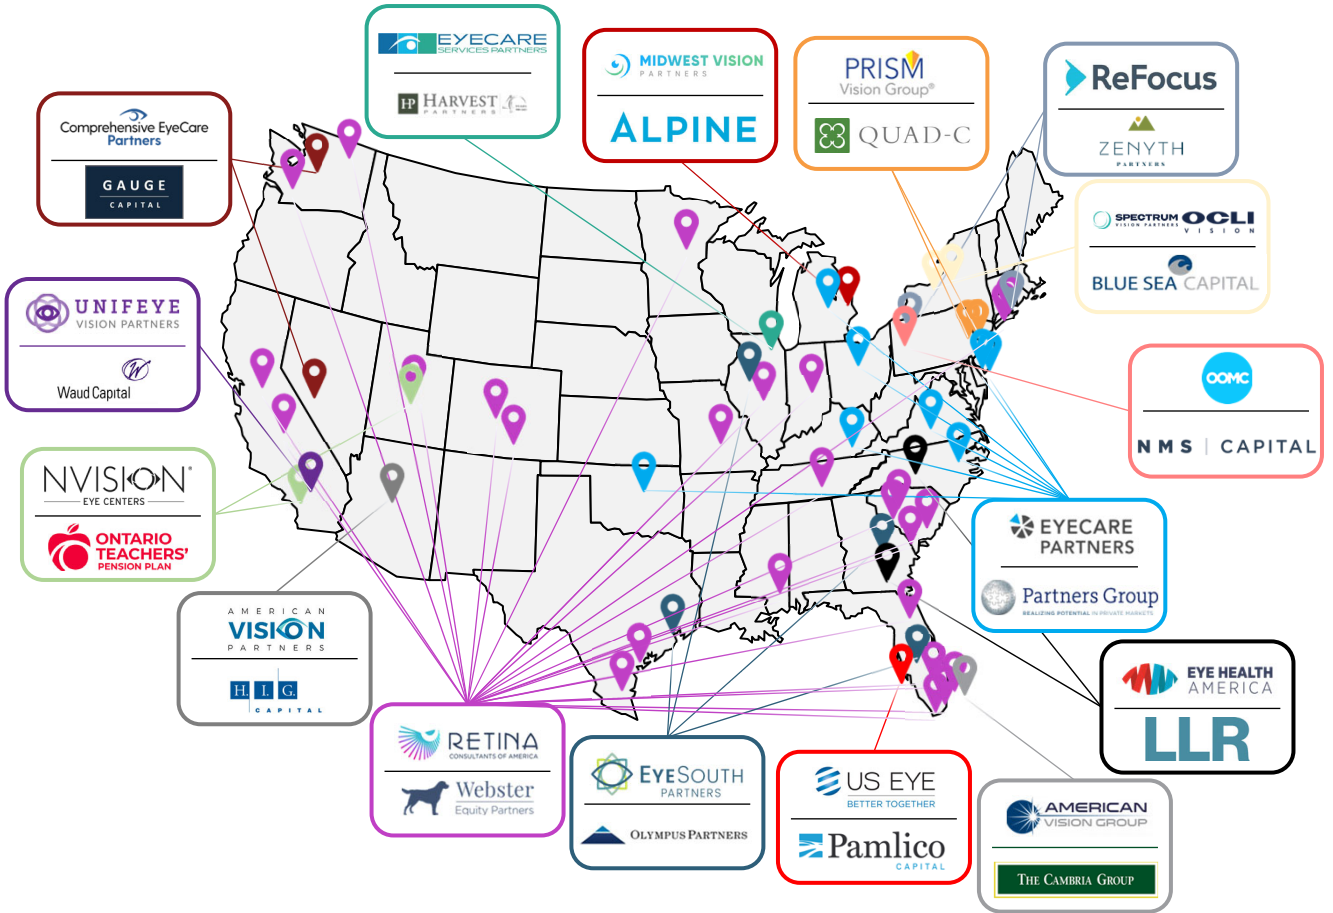 EYECARE
SERVICES PARTNERS
HARVEST
PARTNERS
MIDWEST VISION
PARTNERS
ALPINE
PRISM
Vision Group®
QUAD-C
ReFocus
ZENYTH
PARTNERS
Comprehensive EyeCare
Partners
GAUGE
CAPITAL
SPECTRUM
VISION PARTNERS
OCLI
VISION
BLUE SEA CAPITAL
UNIFEYE
VISION PARTNERS
Waud Capital
OOMC
NMS | CAPITAL
NVISION®
EYE CENTERS
ONTARIO
TEACHERS'
PENSION PLAN
EYECARE
PARTNERS
Partners Group
REALIZING POTENTIAL IN PRIVATE MARKETS
AMERICAN
VISION
PARTNERS
H.I.G.
CAPITAL
EYE HEALTH
AMERICA
LLR
RETINA
CONSULTANTS OF AMERICA
Webster
Equity Partners
EYESOUTH
PARTNERS
OLYMPUS PARTNERS
US EYE
BETTER TOGETHER
Pamlico
CAPITAL
AMERICAN
VISION GROUP
THE CAMBRIA GROUP